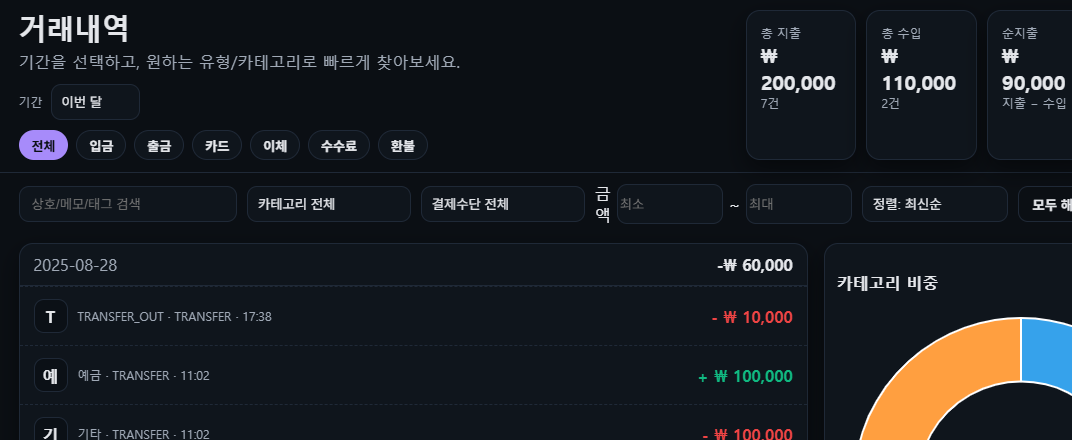 거래내역
기간을 선택하고, 원하는 유형/카테고리로 빠르게 찾아보세요.
기간 이번 달
전체 입금 출금 카드 이체 수수료 환불
총 지출
₩
200,000
7건
총 수입
₩
110,000
2건
순지출
₩
90,000
지출 − 수입
상호/메모/태그 검색 카테고리 전체 결제수단 전체 금액 최소 ~ 최대 정렬: 최신순 모두 해
2025-08-28 -₩ 60,000
T TRANSFER_OUT · TRANSFER · 17:38 - ₩ 10,000
예 예금 · TRANSFER · 11:02 + ₩ 100,000
기 기타 · TRANSFER · 11:02 - ₩ 100,000
카테고리 비중